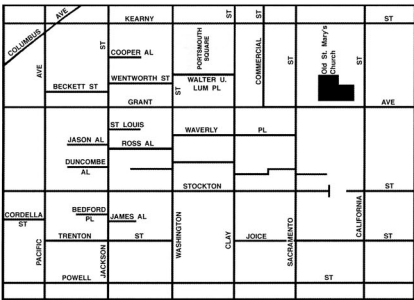 COLUMBUS
AVE
KEARNY
ST
ST
ST
ST
ST
ST
COOPER AL
PORTSMOUTH
SQUARE
COMMERCIAL
Old St. Mary's
Church
AVE
BECKETT ST
WENTWORTH ST
WALTER U.
LUM PL
ST
GRANT
AVE
ST LOUIS
WAVERLY
PL
JASON AL
ROSS AL
DUNCOMBE
AL
STOCKTON
ST
CORDELLA
ST
BEDFORD
PL
JAMES AL
TRENTON
ST
JOICE
ST
PACIFIC
JACKSON
WASHINGTON
CLAY
SACRAMENTO
CALIFORNIA
POWELL
ST